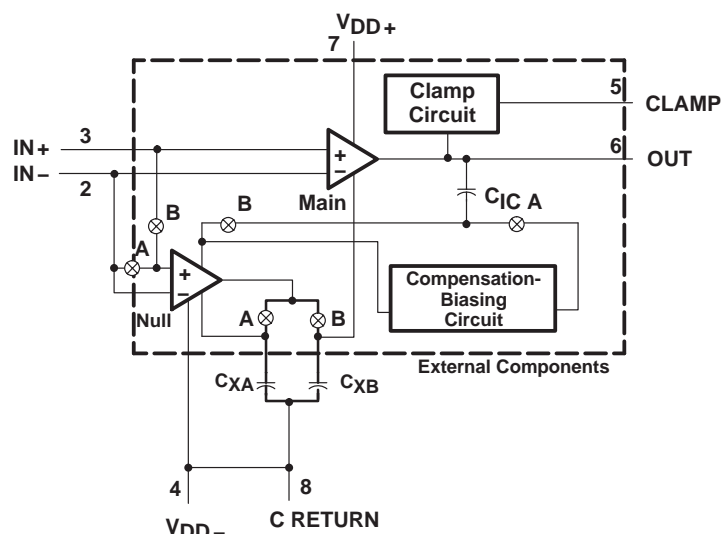 VDD+
7
Clamp
Circuit
5
CLAMP
IN+
3
6
OUT
IN−
2
+
−
Main
CIC
A
B
B
A
+
−
Null
Compensation-
Biasing
Circuit
A
B
External Components
CXA
CXB
4
8
VDD−
C RETURN